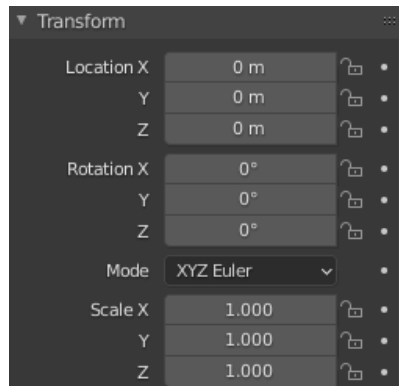 Transform
Location X 0 m
Y 0 m
Z 0 m
Rotation X 0°
Y 0°
Z 0°
Mode XYZ Euler
Scale X 1.000
Y 1.000
Z 1.000